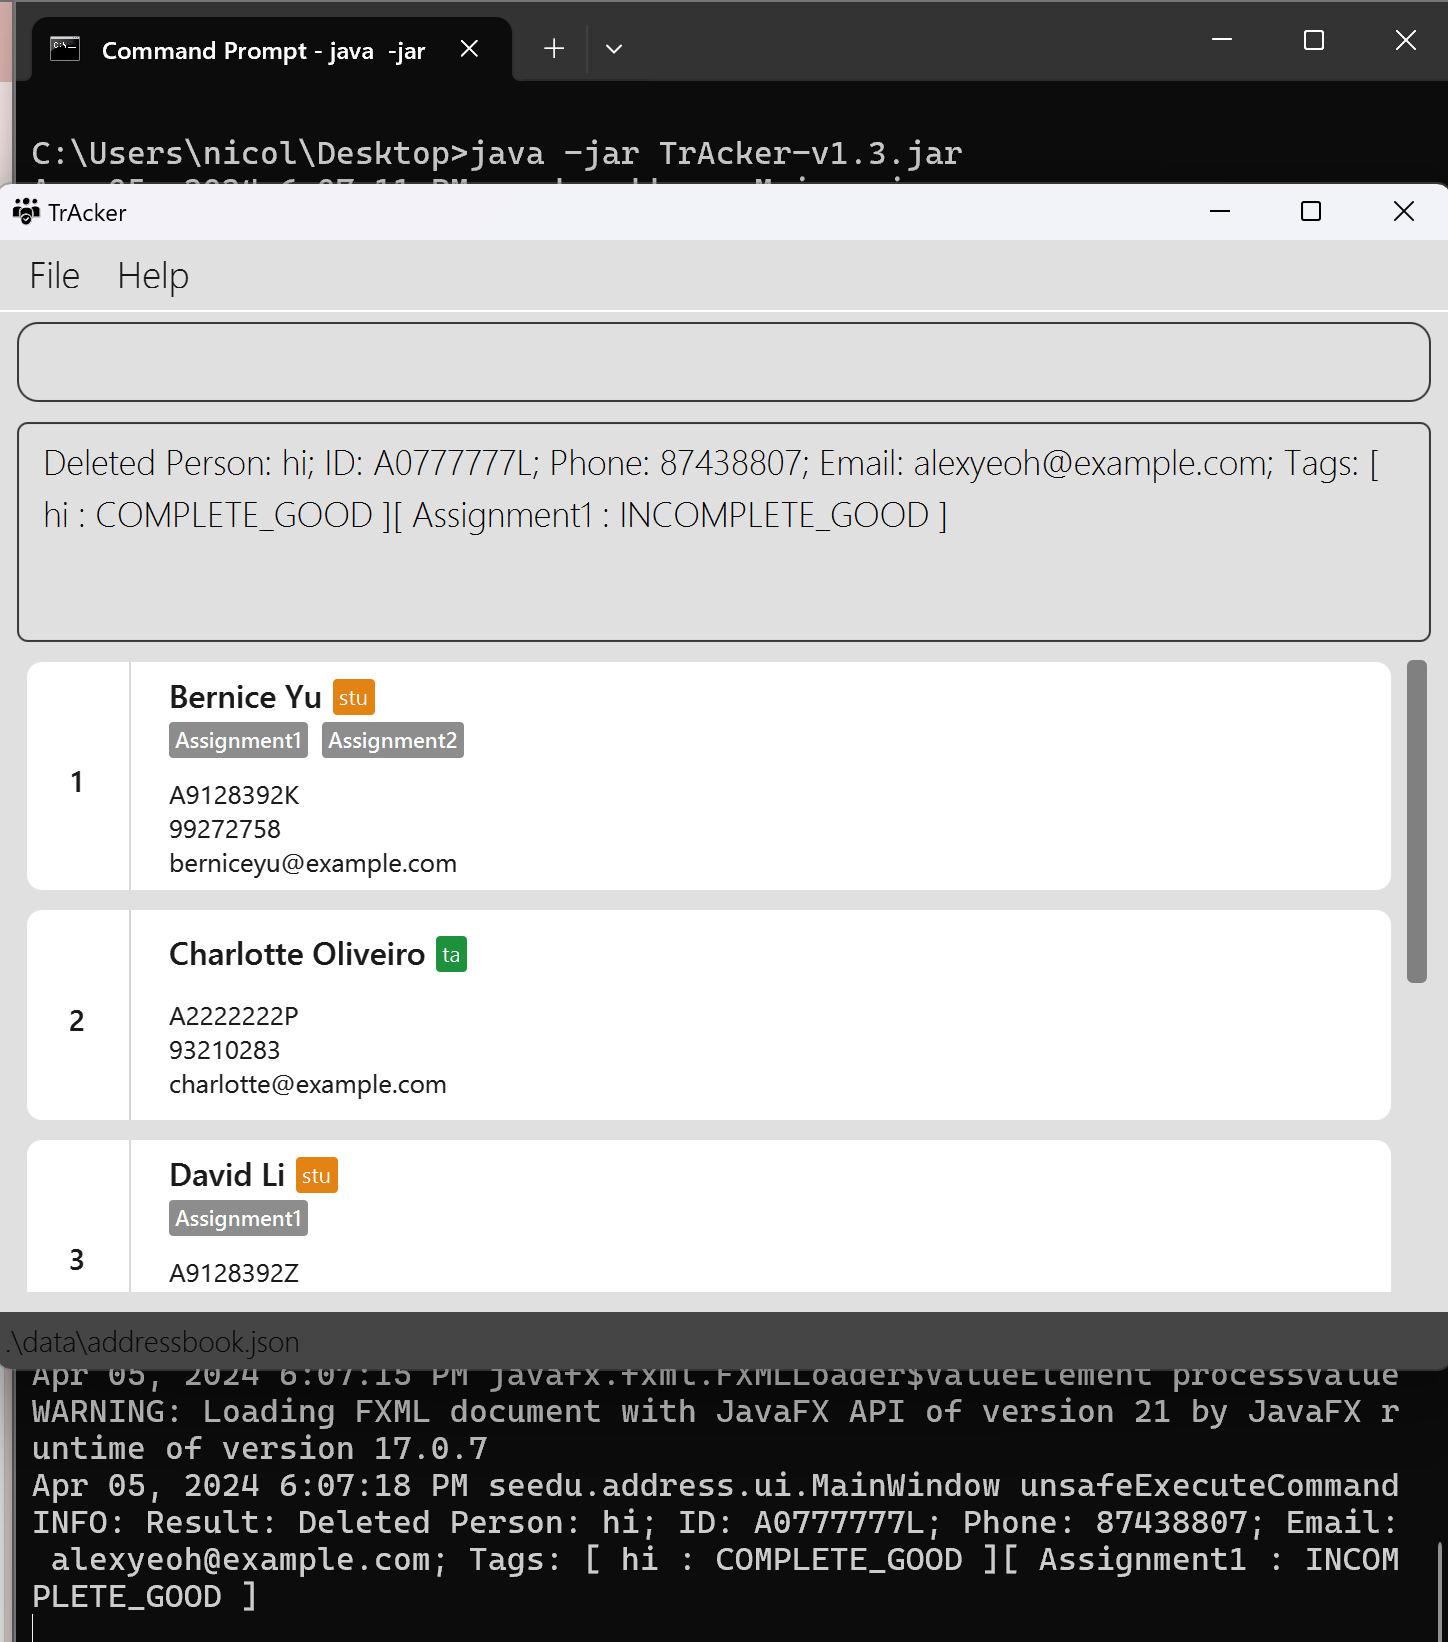 Command Prompt - java  -jar
C:\Users\nicol\Desktop>java -jar TrAcker-v1.3.jar
TrAcker
File Help
Deleted Person: hi; ID: A0777777L; Phone: 87438807; Email: alexyeoh@example.com; Tags: [
hi : COMPLETE_GOOD ][ Assignment1 : INCOMPLETE_GOOD ]
1
Bernice Yu stu
Assignment1 Assignment2
A9128392K
99272758
berniceyu@example.com
2
Charlotte Oliveiro ta
A2222222P
93210283
charlotte@example.com
3
David Li stu
Assignment1
A9128392Z
.\data\addressbook.json
Apr 05, 2024 6:07:15 PM javafx.fxml.FXMLLoader$ValueElement processValue
WARNING: Loading FXML document with JavaFX API of version 21 by JavaFX r
untime of version 17.0.7
Apr 05, 2024 6:07:18 PM seedu.address.ui.MainWindow unsafeExecuteCommand
INFO: Result: Deleted Person: hi; ID: A0777777L; Phone: 87438807; Email:
 alexyeoh@example.com; Tags: [ hi : COMPLETE_GOOD ][ Assignment1 : INCOM
PLETE_GOOD ]